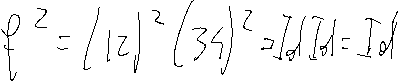 f² = (12)² (34)² = Id Id = Id